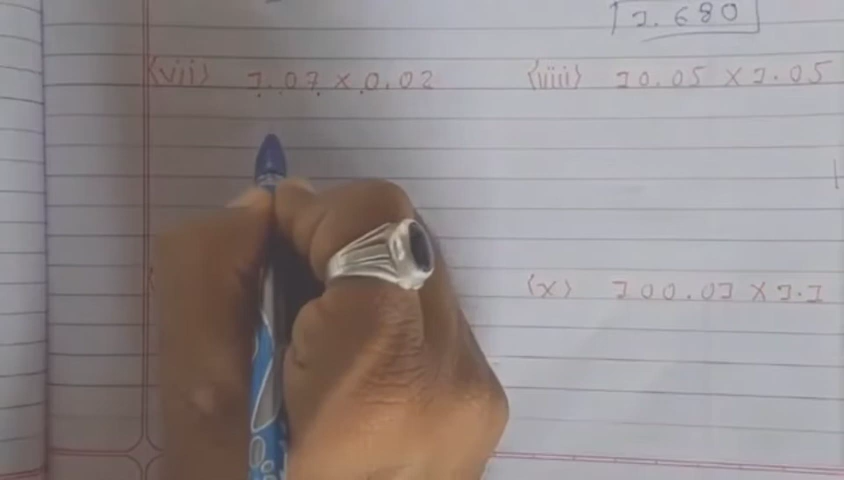 1.680
(vii) 1.07 × 0.02 (viii) 10.05 × 1.05
(x) 100.01 × 1.1